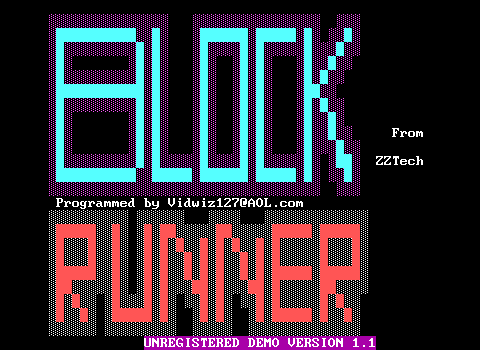 BLOCK
From
ZZTech
Programmed by Vidwiz127@AOL.com
RUNNER
UNREGISTERED DEMO VERSION 1.1